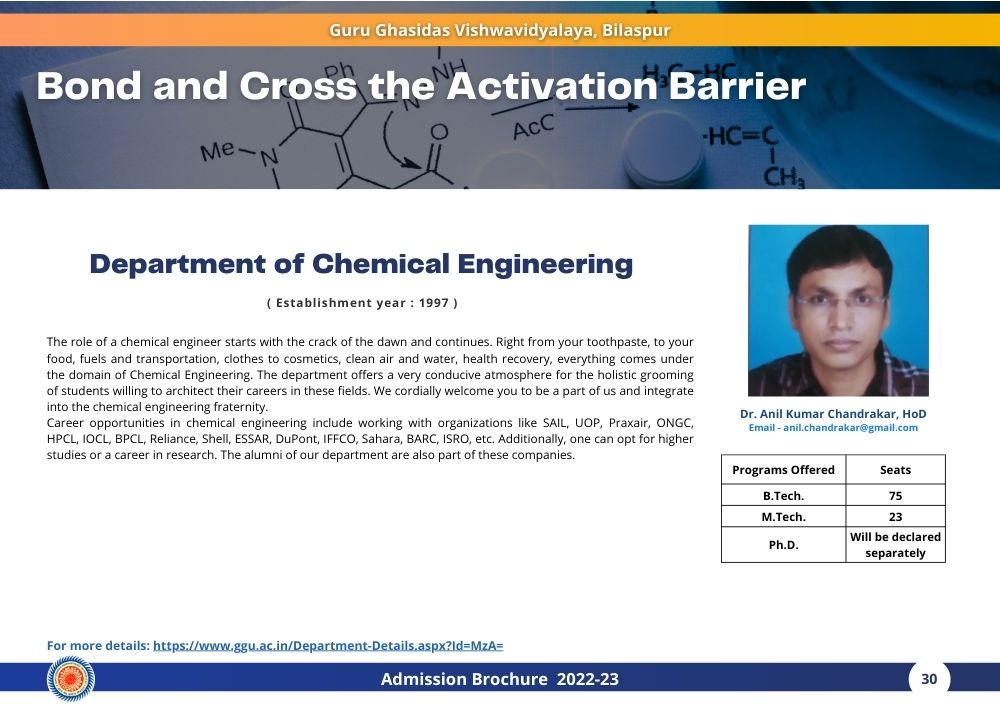 Guru Ghasidas Vishwavidyalaya, Bilaspur
Bond and Cross the Activation Barrier
Ph
NH
N
H₃C-HC
Me
N
O
AcC
O
·HC=C
CH₃
Department of Chemical Engineering
( Establishment year : 1997 )
The role of a chemical engineer starts with the crack of the dawn and continues. Right from your toothpaste, to your
food, fuels and transportation, clothes to cosmetics, clean air and water, health recovery, everything comes under
the domain of Chemical Engineering. The department offers a very conducive atmosphere for the holistic grooming
of students willing to architect their careers in these fields. We cordially welcome you to be a part of us and integrate
into the chemical engineering fraternity.
Career opportunities in chemical engineering include working with organizations like SAIL, UOP, Praxair, ONGC,
HPCL, IOCL, BPCL, Reliance, Shell, ESSAR, DuPont, IFFCO, Sahara, BARC, ISRO, etc. Additionally, one can opt for higher
studies or a career in research. The alumni of our department are also part of these companies.
Dr. Anil Kumar Chandrakar, HoD
Email - anil.chandrakar@gmail.com
Programs Offered Seats
B.Tech. 75
M.Tech. 23
Ph.D. Will be declared
separately
For more details: https://www.ggu.ac.in/Department-Details.aspx?Id=MzA=
Admission Brochure 2022-23
30